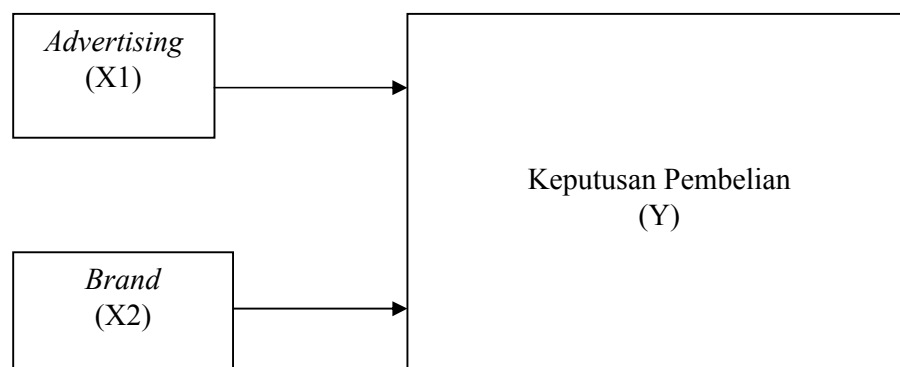 Advertising
(X1)
Keputusan Pembelian
(Y)
Brand
(X2)